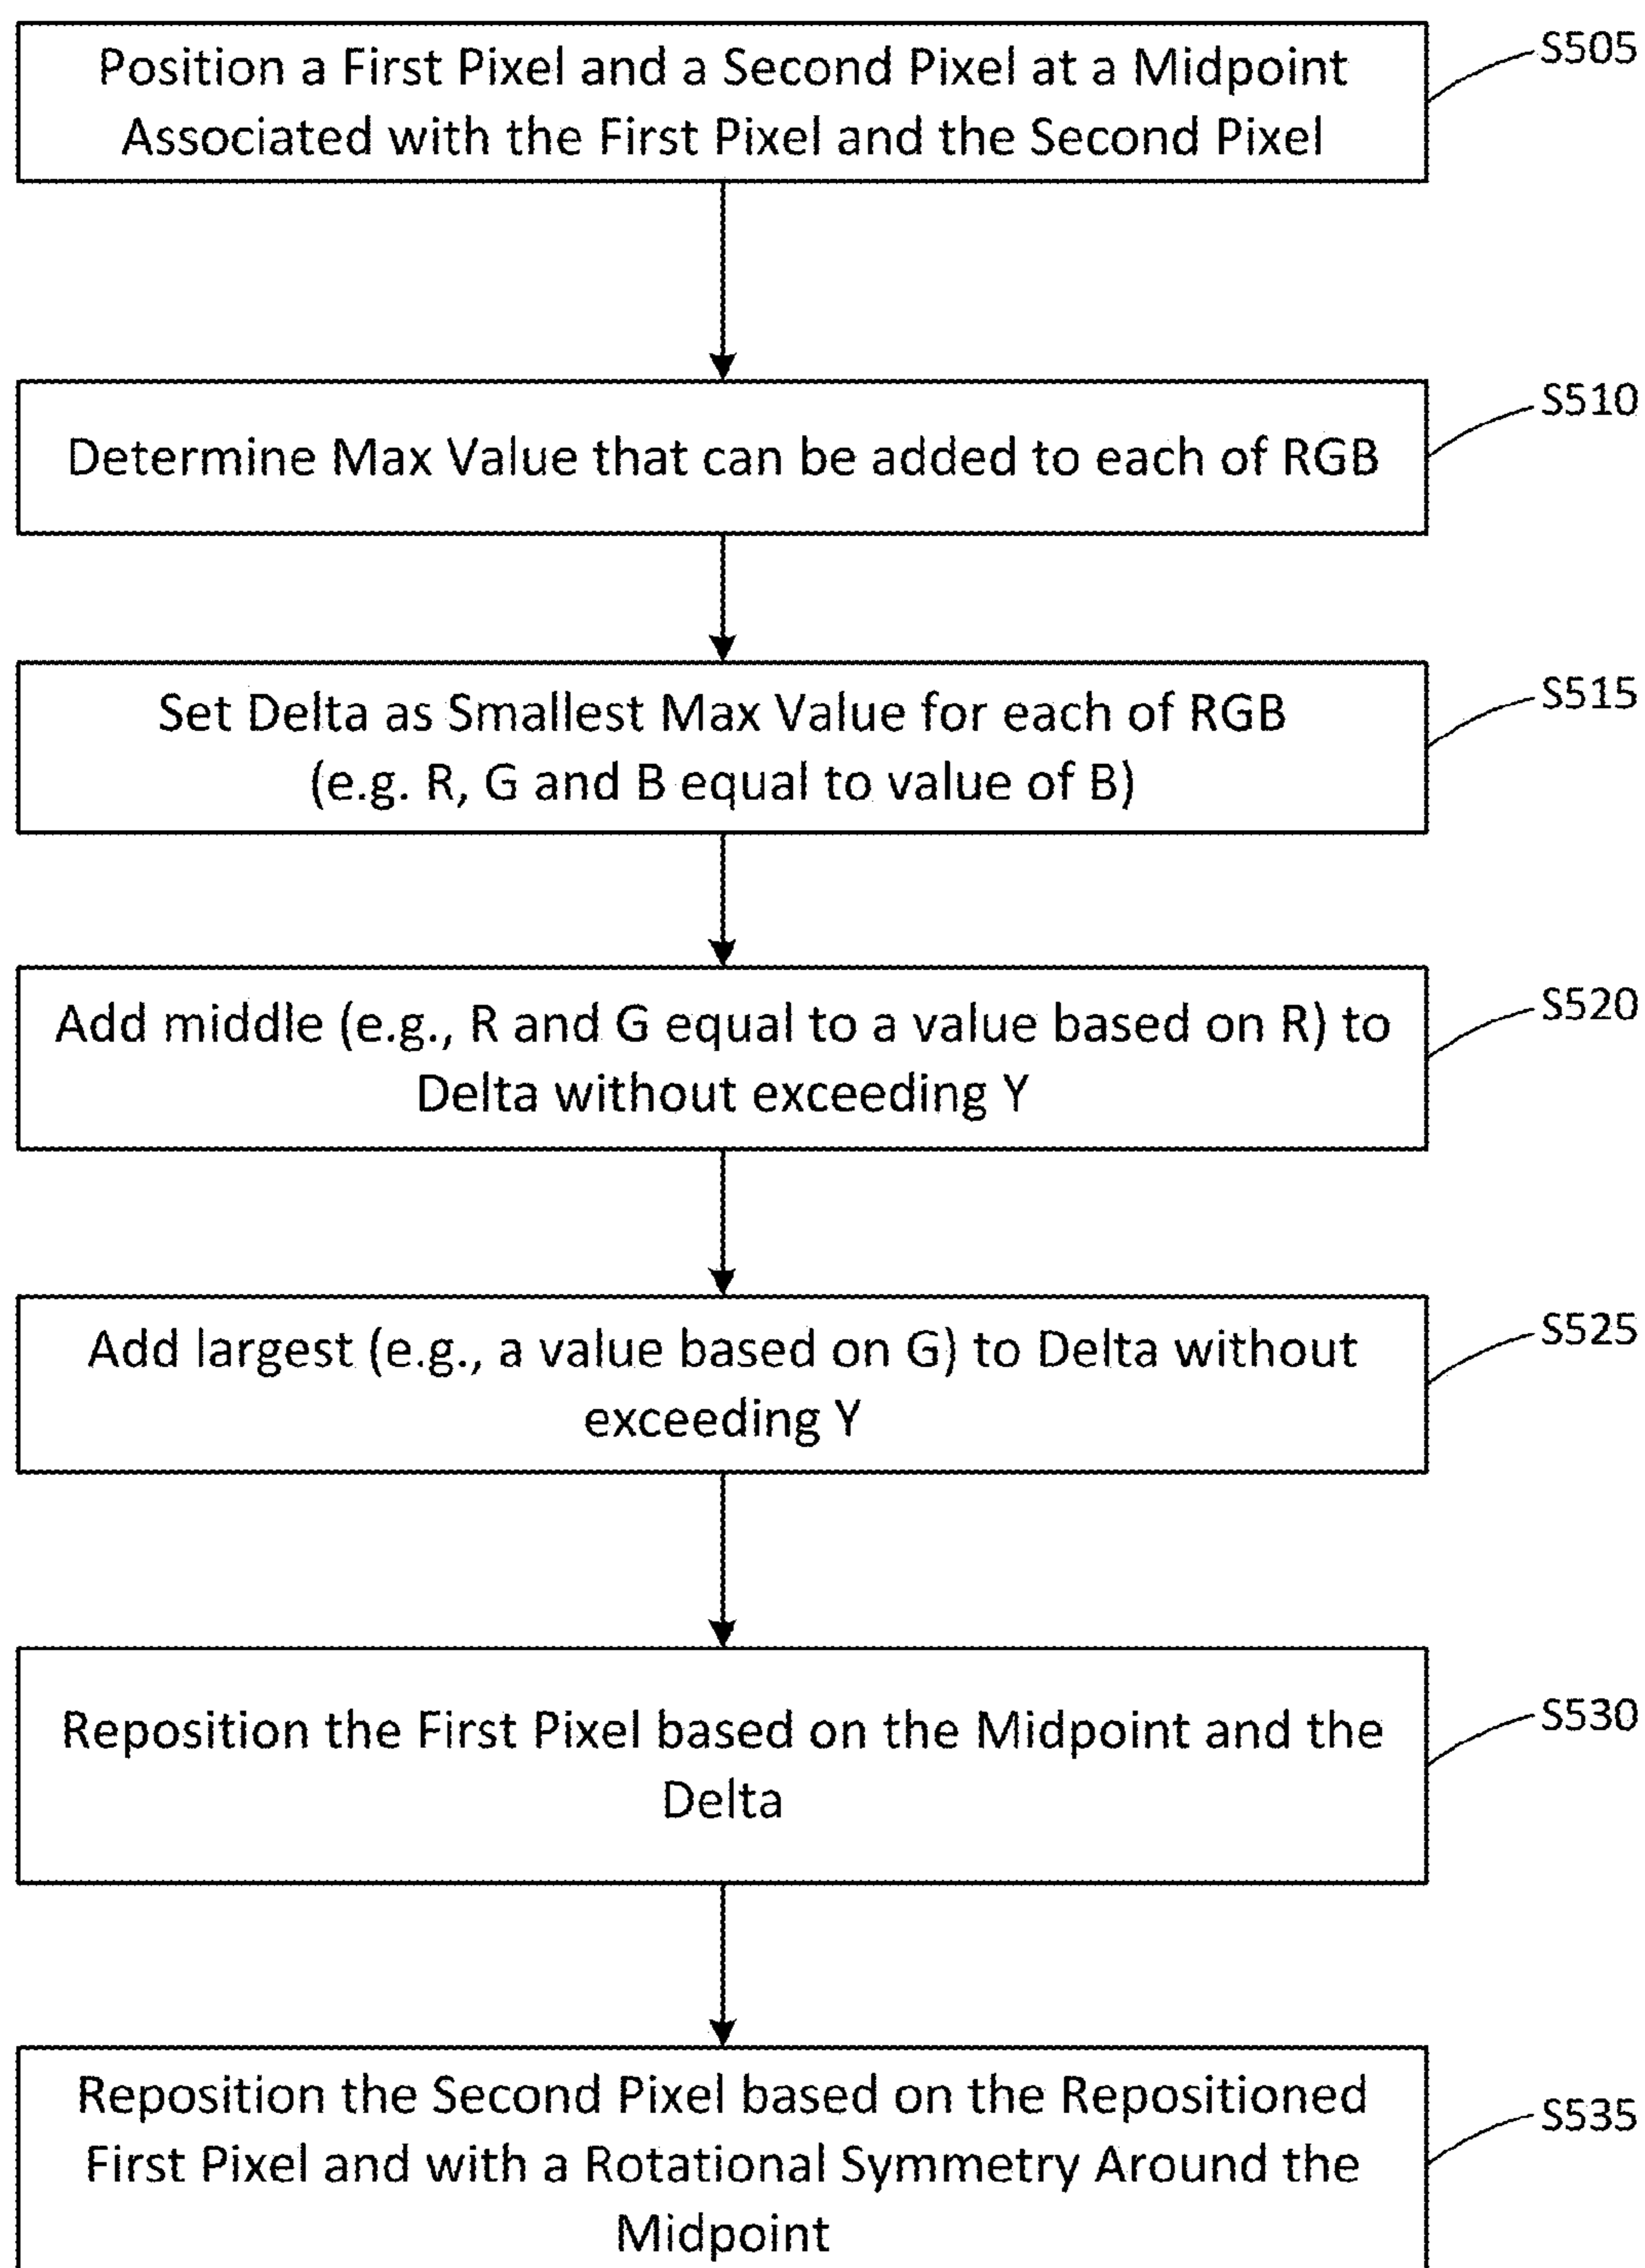 Position a First Pixel and a Second Pixel at a Midpoint
Associated with the First Pixel and the Second Pixel
S505
Determine Max Value that can be added to each of RGB
S510
Set Delta as Smallest Max Value for each of RGB
(e.g. R, G and B equal to value of B)
S515
Add middle (e.g., R and G equal to a value based on R) to
Delta without exceeding Y
S520
Add largest (e.g., a value based on G) to Delta without
exceeding Y
S525
Reposition the First Pixel based on the Midpoint and the
Delta
S530
Reposition the Second Pixel based on the Repositioned
First Pixel and with a Rotational Symmetry Around the
Midpoint
S535